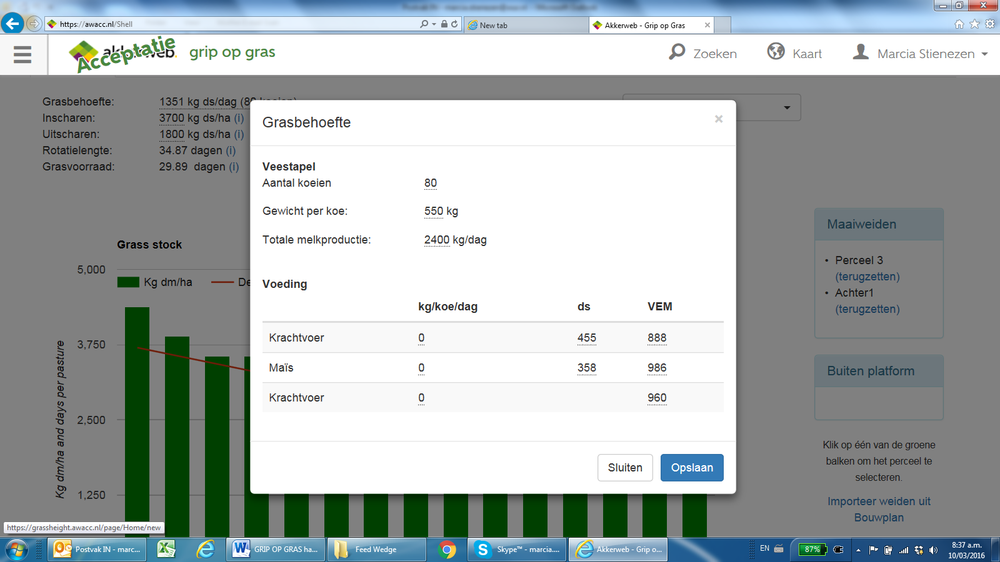 https://awacc.nl/Shell
New tab
Akkerweb - Grip op Gras
akkerweb.
Acceptatie
grip op gras
Zoeken
Kaart
Marcia Stienezen
Grasbehoefte: 1351 kg ds/dag (80 koeien)
Inscharen: 3700 kg ds/ha (i)
Uitscharen: 1800 kg ds/ha (i)
Rotatielengte: 34.87 dagen (i)
Grasvoorraad: 29.89 dagen (i)
Grasbehoefte
×
Veestapel
Aantal koeien 80
Gewicht per koe: 550 kg
Totale melkproductie: 2400 kg/dag
Voeding
kg/koe/dag ds VEM
Krachtvoer 0 455 888
Maïs 0 358 986
Krachtvoer 0 960
Sluiten
Opslaan
Grass stock
5,000
Kg dm/ha
De
3,750
2,500
1,250
Kg dm/ha and days per pasture
Maaiweiden
• Perceel 3
(terugzetten)
• Achter1
(terugzetten)
Buiten platform
Klik op één van de groene
balken om het perceel te
selecteren.
Importeer weiden uit
Bouwplan
https://grassheight.awacc.nl/page/Home/new
Postvak IN - marc...
GRIP OP GRAS ha...
Feed Wedge
Skype™ - marcia....
Akkerweb - Grip o...
EN
87%
8:37 a.m.
10/03/2016